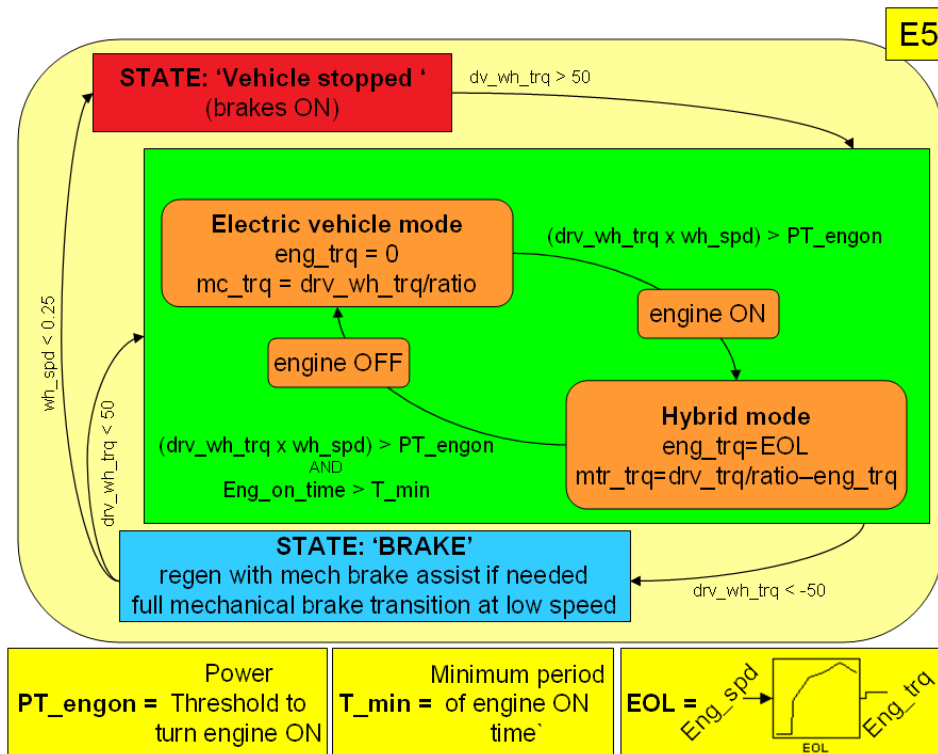 E5
STATE: ‘Vehicle stopped ‘
(brakes ON)
dv_wh_trq > 50
Electric vehicle mode
eng_trq = 0
mc_trq = drv_wh_trq/ratio
(drv_wh_trq x wh_spd) > PT_engon
engine ON
engine OFF
wh_spd < 0.25
drv_wh_trq < 50
Hybrid mode
eng_trq=EOL
mtr_trq=drv_trq/ratio–eng_trq
(drv_wh_trq x wh_spd) > PT_engon
AND
Eng_on_time > T_min
STATE: ‘BRAKE’
regen with mech brake assist if needed
full mechanical brake transition at low speed
drv_wh_trq < -50
Power
PT_engon = Threshold to
turn engine ON
Minimum period
T_min = of engine ON
time`
EOL =
Eng_spd
EOL
Eng_trq